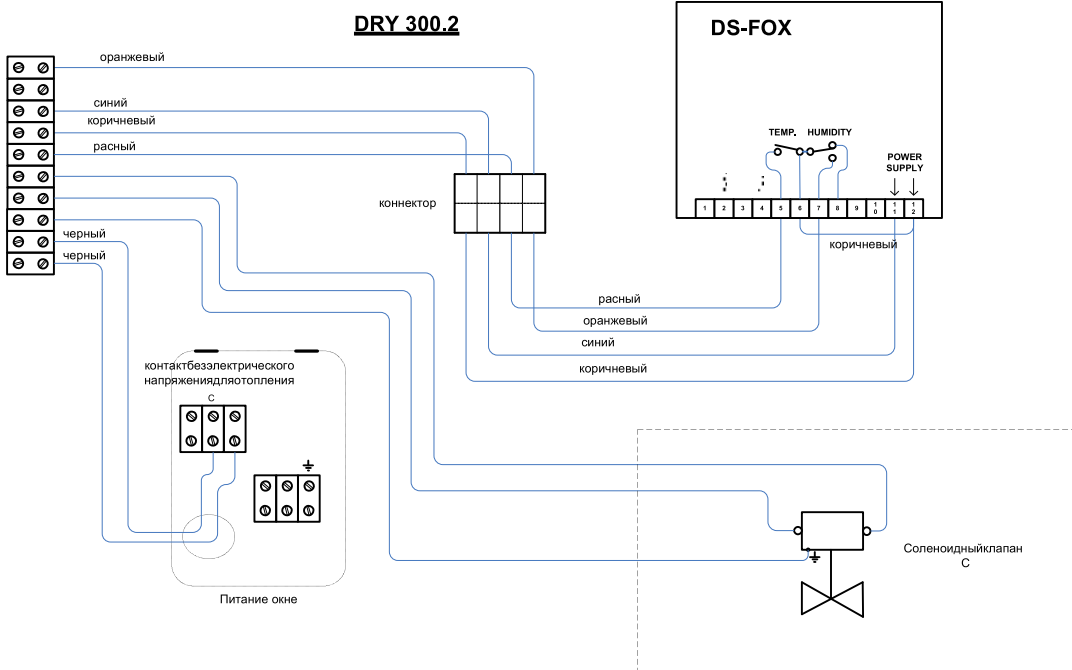 DRY 300.2
DS-FOX
оранжевый
синий
коричневый
расный
TEMP. HUMIDITY
POWER
SUPPLY
1 2 3 4 5 6 7 8 9 10 11 12
коннектор
черный
черный
коричневый
расный
оранжевый
синий
коричневый
контактбезэлектрического
напряжениядляотопления
C
Питание окне
Соленоидныйклапан
C